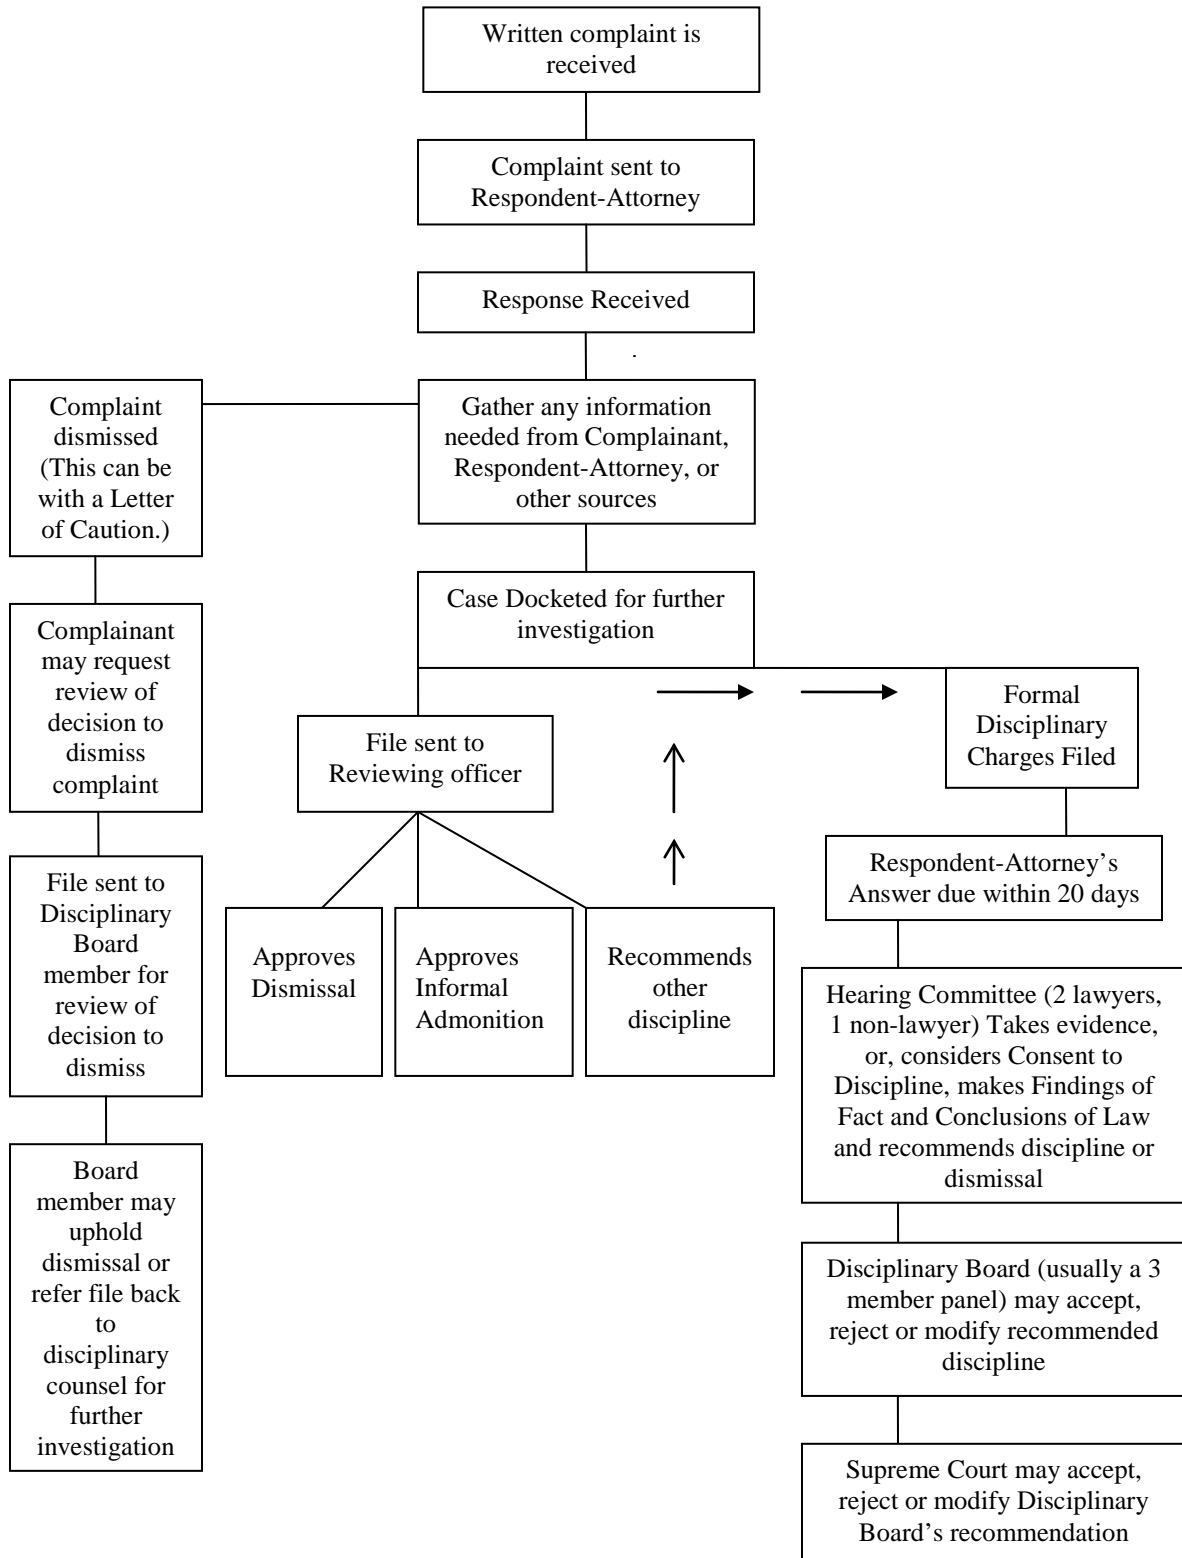 Written complaint is
received
Complaint sent to
Respondent-Attorney
Response Received
.
Gather any information
needed from Complainant,
Respondent-Attorney, or
other sources
Complaint
dismissed
(This can be
with a Letter
of Caution.)
Complainant
may request
review of
decision to
dismiss
complaint
File sent to
Disciplinary
Board
member for
review of
decision to
dismiss
Board
member may
uphold
dismissal or
refer file back
to
disciplinary
counsel for
further
investigation
Case Docketed for further
investigation
File sent to
Reviewing officer
Approves
Dismissal
Approves
Informal
Admonition
Recommends
other
discipline
Formal
Disciplinary
Charges Filed
Respondent-Attorney’s
Answer due within 20 days
Hearing Committee (2 lawyers,
1 non-lawyer) Takes evidence,
or, considers Consent to
Discipline, makes Findings of
Fact and Conclusions of Law
and recommends discipline or
dismissal
Disciplinary Board (usually a 3
member panel) may accept,
reject or modify recommended
discipline
Supreme Court may accept,
reject or modify Disciplinary
Board’s recommendation